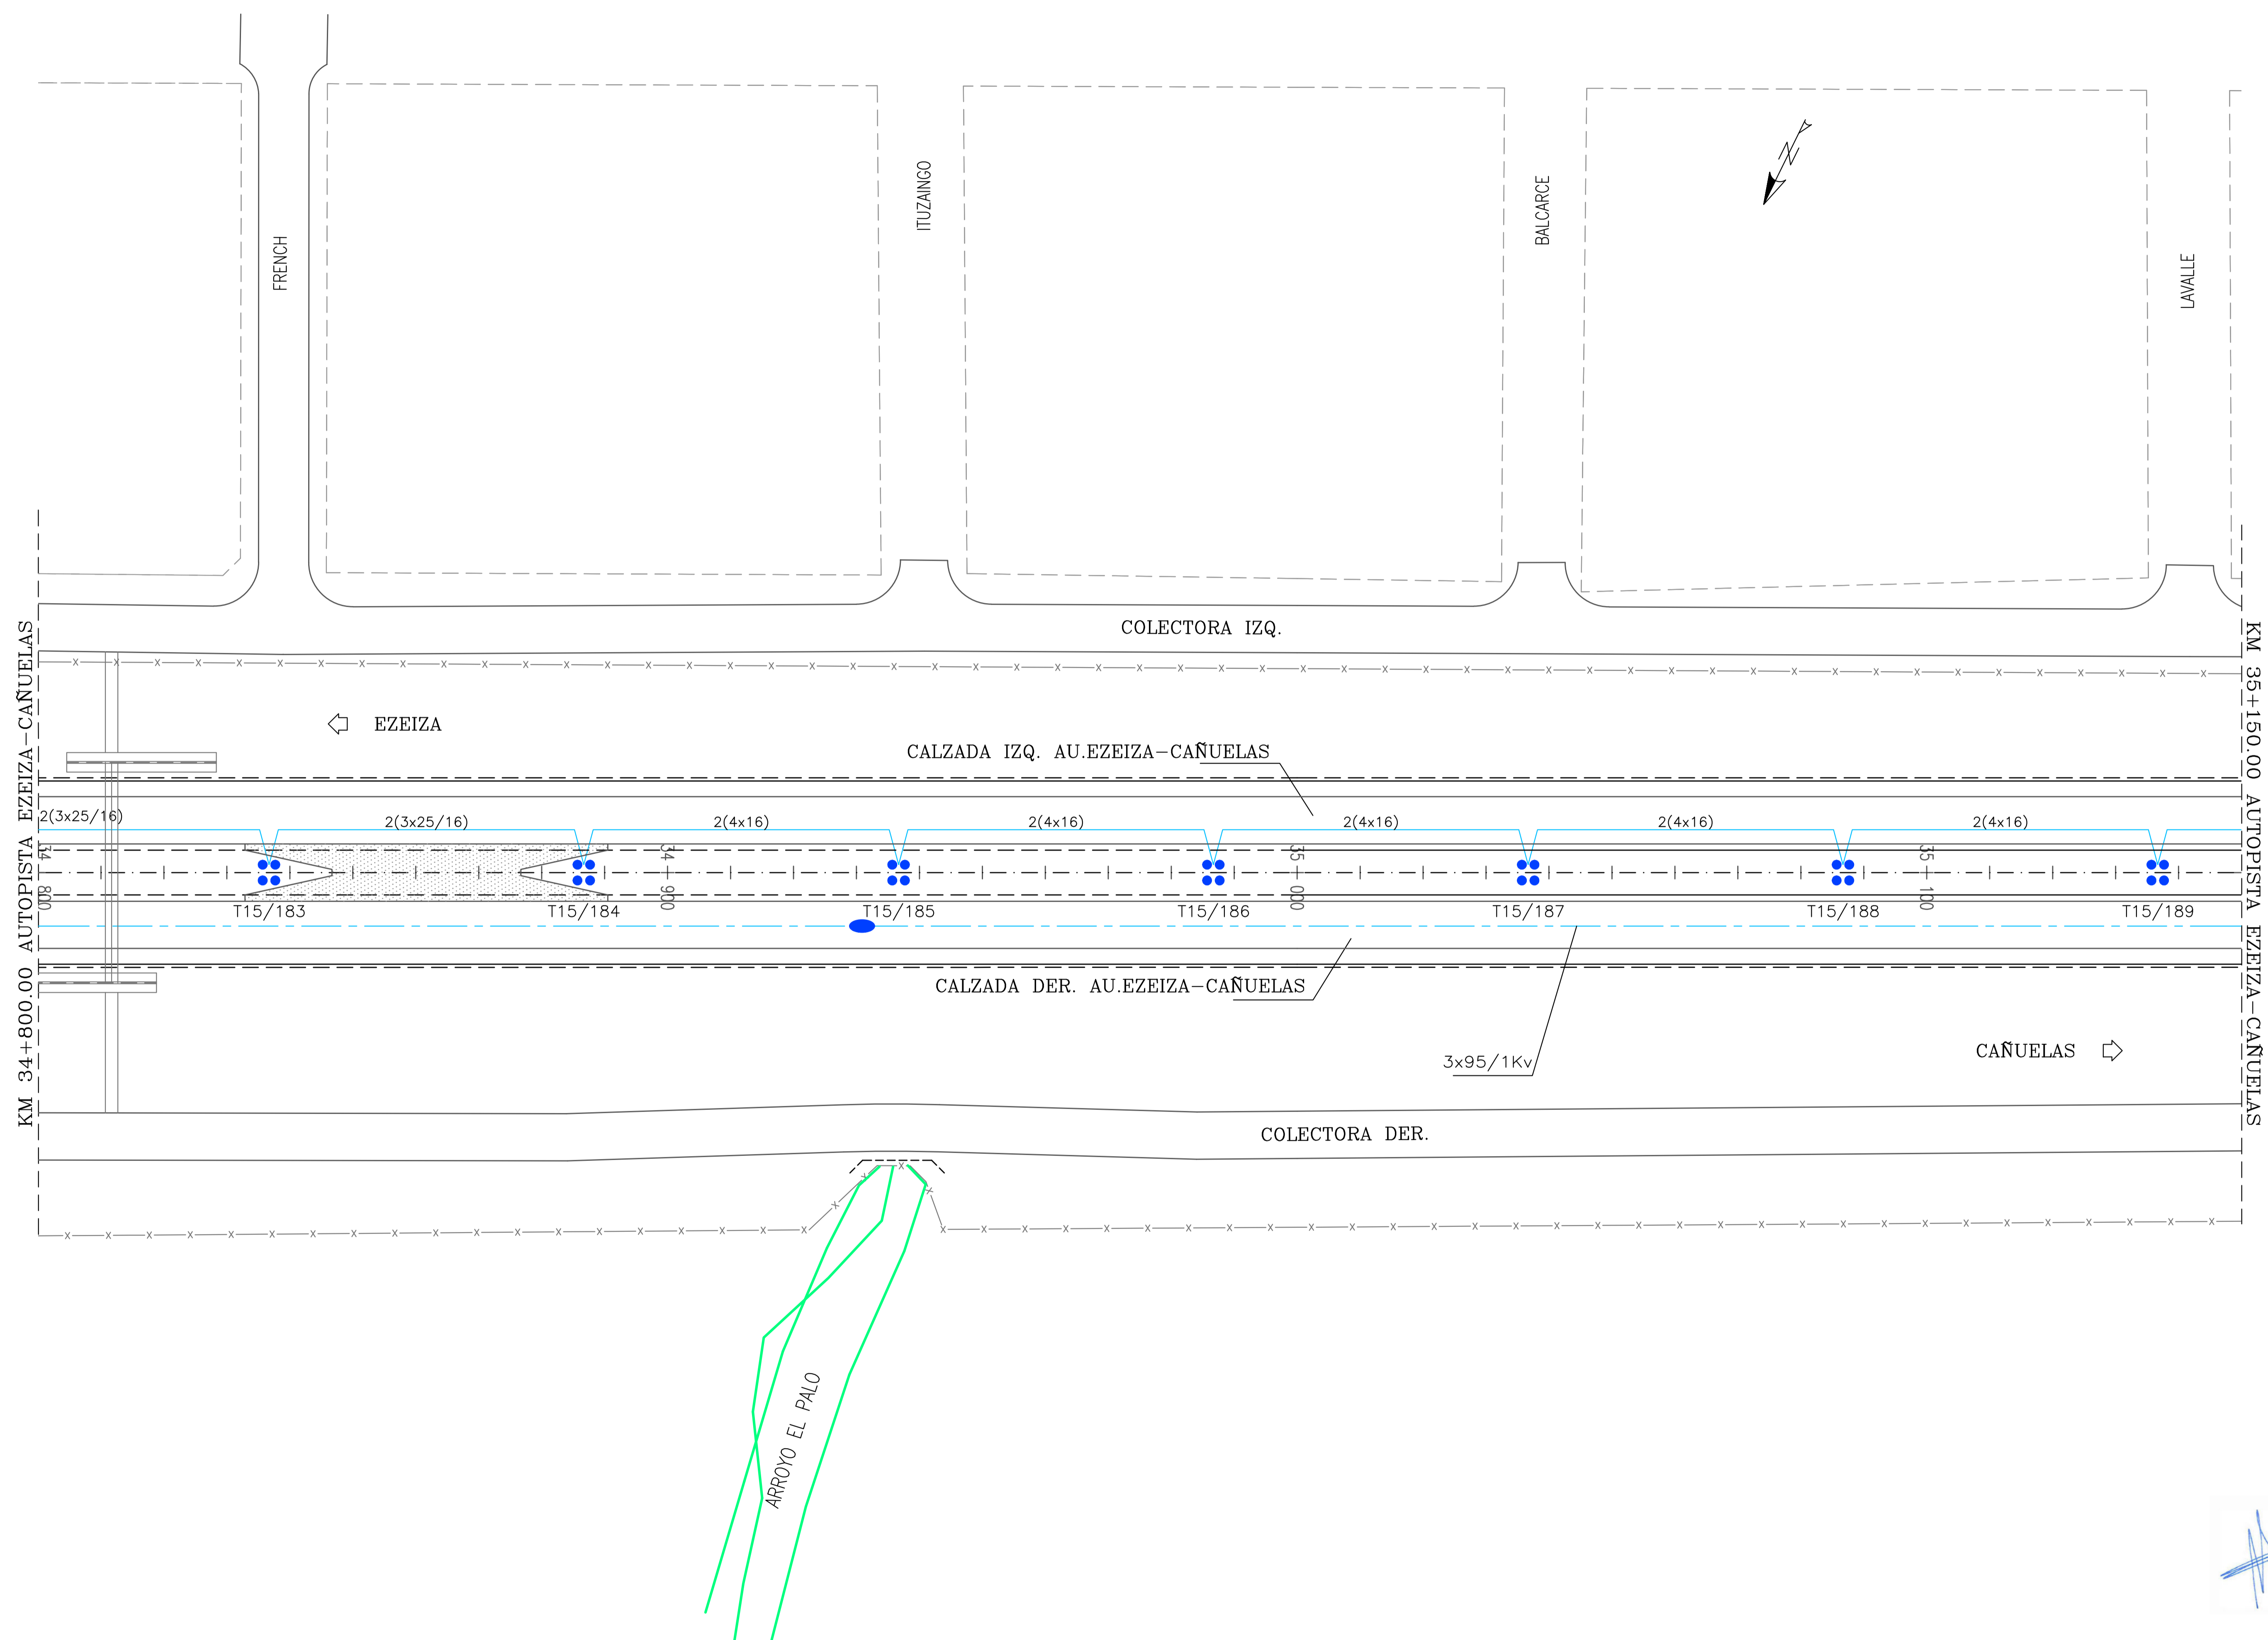 FRENCH
ITUZAINGO
BALCARCE
LAVALLE
N
COLECTORA IZQ.
KM 34+800.00 AUTOPISTA EZEIZA-CAÑUELAS
KM 35+150.00 AUTOPISTA EZEIZA-CAÑUELAS
EZEIZA
CALZADA IZQ. AU.EZEIZA-CAÑUELAS
2(3x25/16)
2(3x25/16)
2(4x16)
2(4x16)
2(4x16)
2(4x16)
2(4x16)
34 800
34 900
35 000
35 100
T15/183
T15/184
T15/185
T15/186
T15/187
T15/188
T15/189
CALZADA DER. AU.EZEIZA-CAÑUELAS
3x95/1Kv
CAÑUELAS
COLECTORA DER.
ARROYO EL PALO